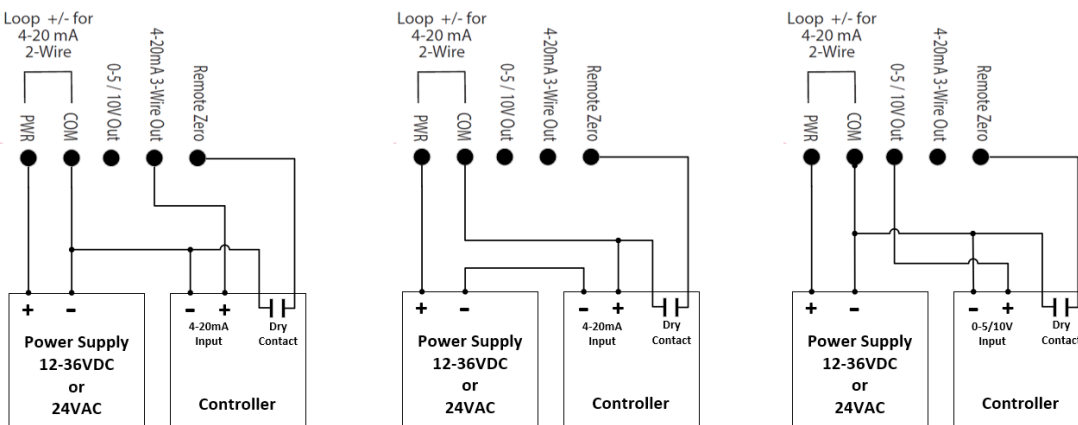 Loop +/- for
4-20 mA
2-Wire
PWR
COM
0-5 / 10V Out
4-20mA 3-Wire Out
Remote Zero
+ -
Power Supply
12-36VDC
or
24VAC
- +
4-20mA
Input
Dry
Contact
Controller
Loop +/- for
4-20 mA
2-Wire
PWR
COM
0-5 / 10V Out
4-20mA 3-Wire Out
Remote Zero
+ -
Power Supply
12-36VDC
or
24VAC
- +
4-20mA
Input
Dry
Contact
Controller
Loop +/- for
4-20 mA
2-Wire
PWR
COM
0-5 / 10V Out
4-20mA 3-Wire Out
Remote Zero
+ -
Power Supply
12-36VDC
or
24VAC
- +
0-5/10V
Input
Dry
Contact
Controller